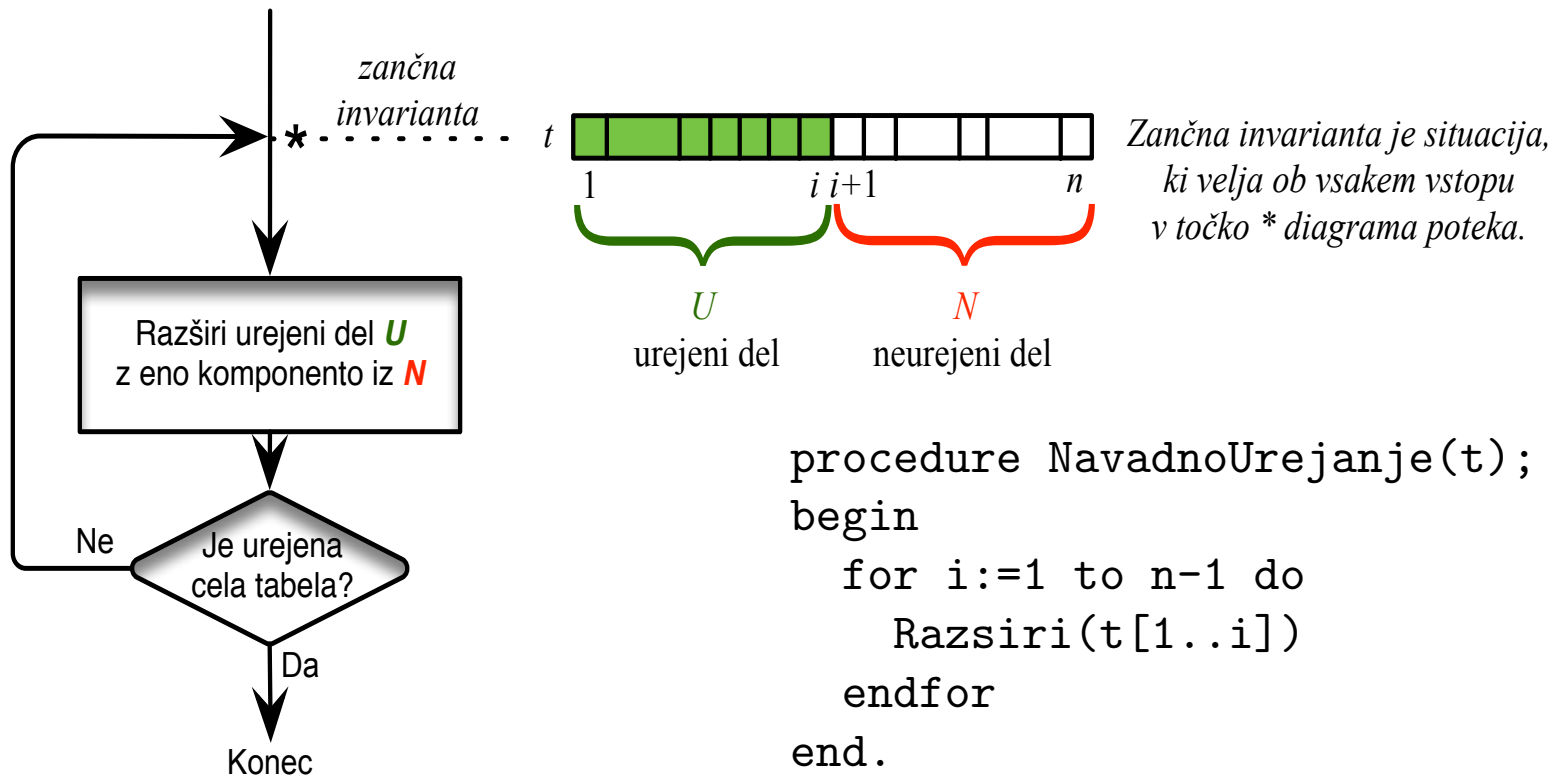 zančna
invarianta
*
t
1
i i+1
n
U
urejeni del
N
neurejeni del
Zančna invarianta je situacija,
ki velja ob vsakem vstopu
v točko * diagrama poteka.
Razširi urejeni del U
z eno komponento iz N
Ne
Je urejena
cela tabela?
Da
Konec
procedure NavadnoUrejanje(t);
begin
for i:=1 to n-1 do
Razsiri(t[1..i])
endfor
end.